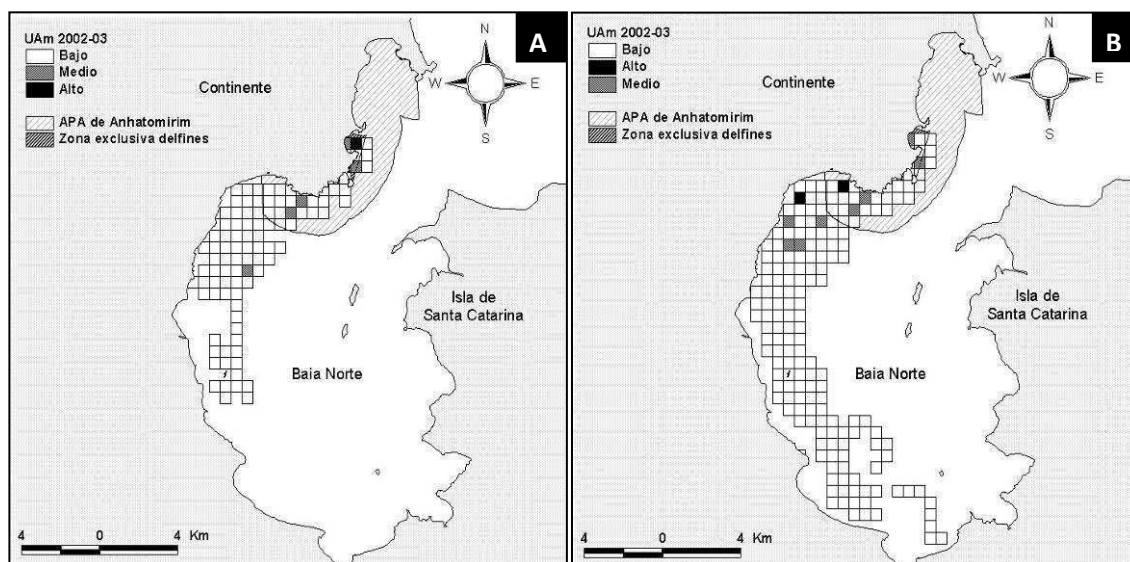 A
UAm 2002-03
Bajo
Medio
Alto
APA de Anhatomirim
Zona exclusiva delfines
Continente
N
W
E
S
Isla de
Santa Catarina
Baia Norte
4 0 4 Km
B
UAm 2002-03
Bajo
Alto
Medio
APA de Anhatomirim
Zona exclusiva delfines
Continente
N
W
E
S
Isla de
Santa Catarina
Baia Norte
4 0 4 Km